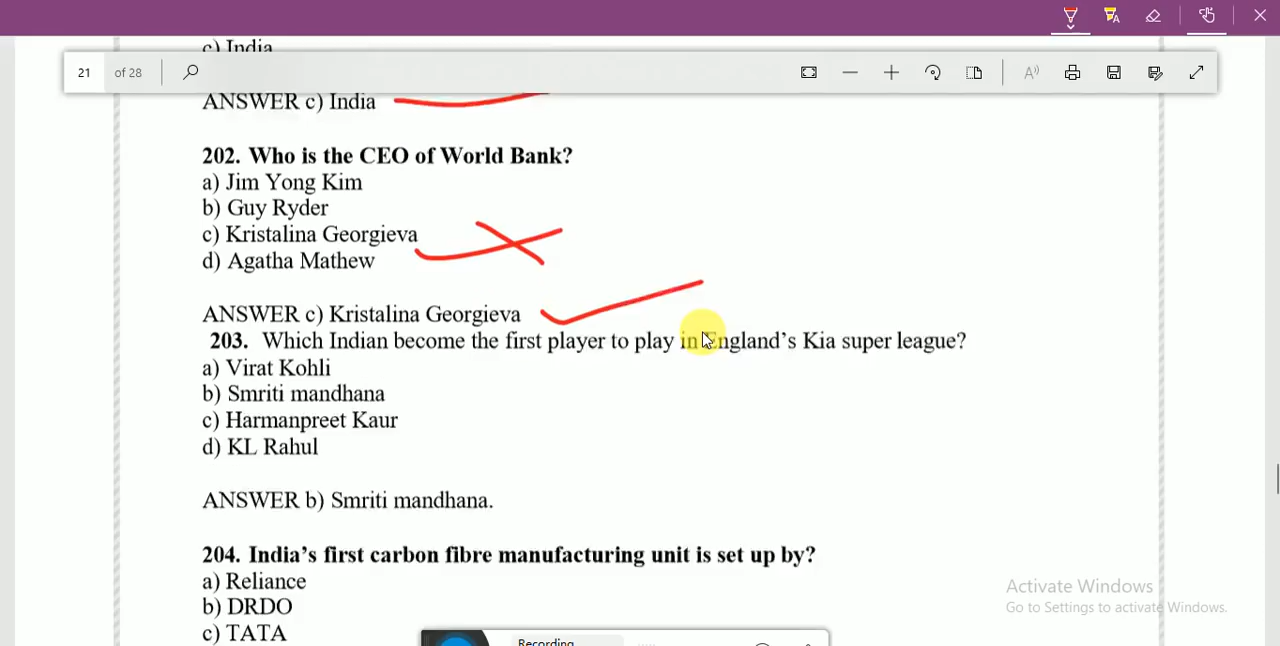 c) India
21 of 28
ANSWER c) India
202. Who is the CEO of World Bank?
a) Jim Yong Kim
b) Guy Ryder
c) Kristalina Georgieva
d) Agatha Mathew
ANSWER c) Kristalina Georgieva
203. Which Indian become the first player to play in England's Kia super league?
a) Virat Kohli
b) Smriti mandhana
c) Harmanpreet Kaur
d) KL Rahul
ANSWER b) Smriti mandhana.
204. India's first carbon fibre manufacturing unit is set up by?
a) Reliance
b) DRDO
c) TATA
Activate Windows
Go to Settings to activate Windows.
Recording